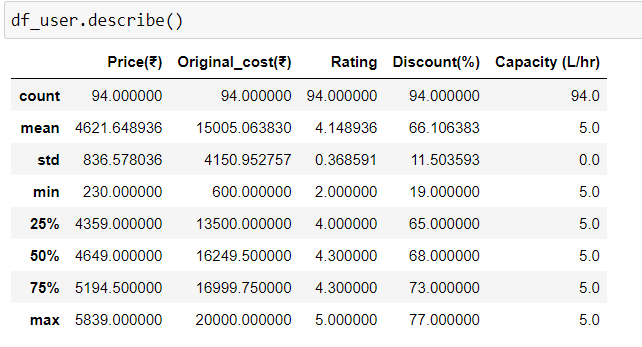 df_user.describe()
Price(₹) Original_cost(₹) Rating Discount(%) Capacity (L/hr)
count 94.000000 94.000000 94.000000 94.000000 94.0
mean 4621.648936 15005.063830 4.148936 66.106383 5.0
std 836.578036 4150.952757 0.368591 11.503593 0.0
min 230.000000 600.000000 2.000000 19.000000 5.0
25% 4359.000000 13500.000000 4.000000 65.000000 5.0
50% 4649.000000 16249.500000 4.300000 68.000000 5.0
75% 5194.500000 16999.750000 4.300000 73.000000 5.0
max 5839.000000 20000.000000 5.000000 77.000000 5.0